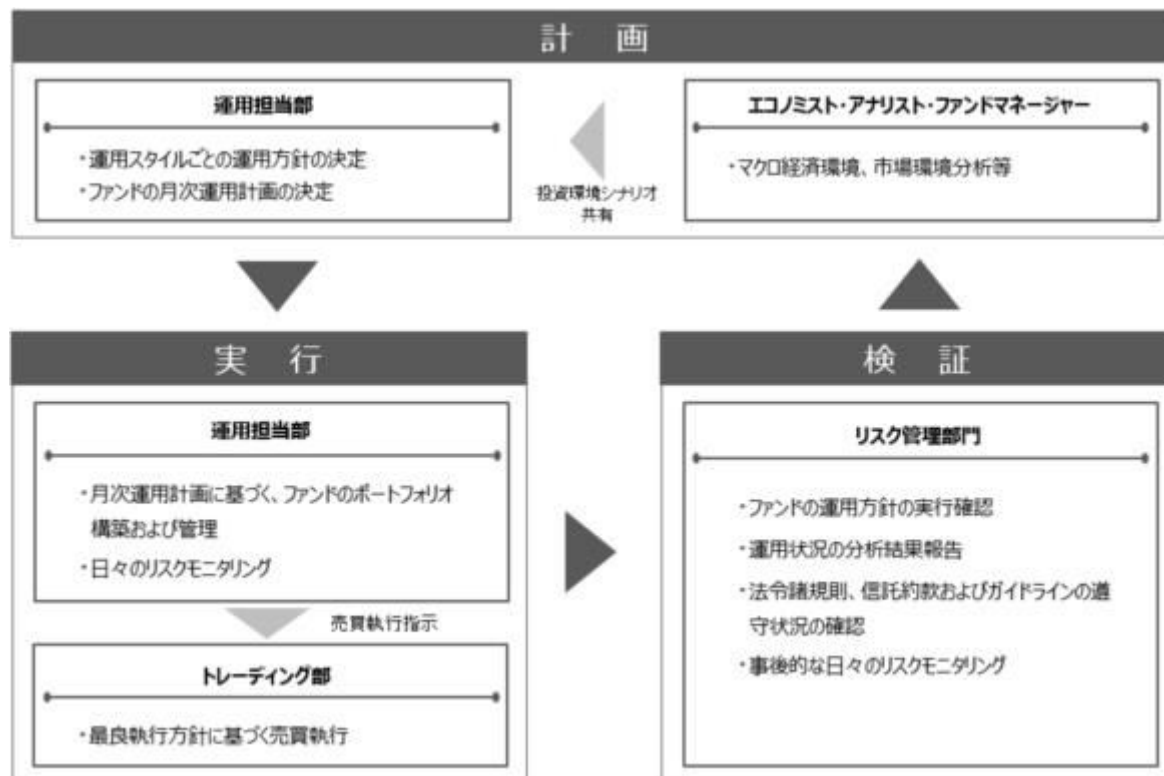 計 画
運用担当部
・運用スタイルごとの運用方針の決定
・ファンドの月次運用計画の決定
投資環境シナリオ
共有
エコノミスト・アナリスト・ファンドマネージャー
・マクロ経済環境、市場環境分析等
実 行
運用担当部
・月次運用計画に基づく、ファンドのポートフォリオ
構築および管理
・日々のリスクモニタリング
売買執行指示
トレーディング部
・最良執行方針に基づく売買執行
検 証
リスク管理部門
・ファンドの運用方針の実行確認
・運用状況の分析結果報告
・法令諸規則、信託約款およびガイドラインの遵
守状況の確認
・事後的な日々のリスクモニタリング